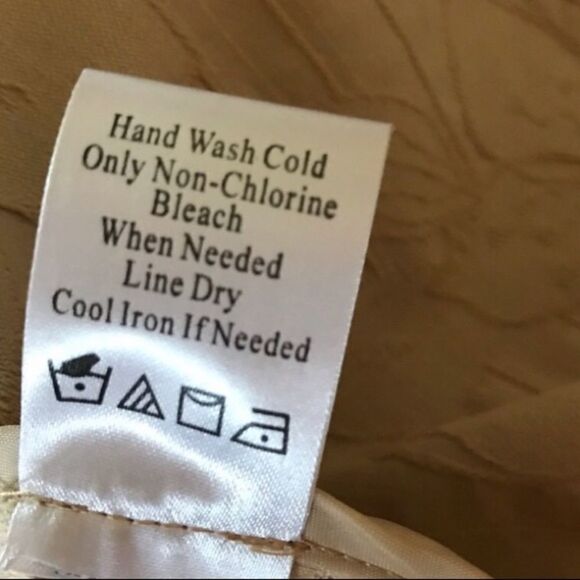 Hand Wash Cold
Only Non-Chlorine
Bleach
When Needed
Line Dry
Cool Iron If Needed